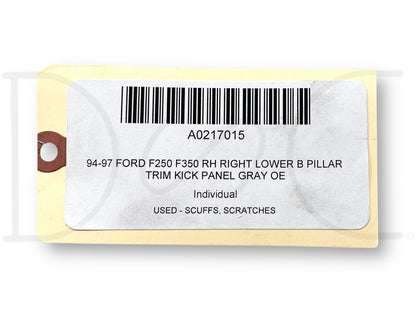 A0217015
94-97 FORD F250 F350 RH RIGHT LOWER B PILLAR
TRIM KICK PANEL GRAY OE
Individual
USED - SCUFFS, SCRATCHES